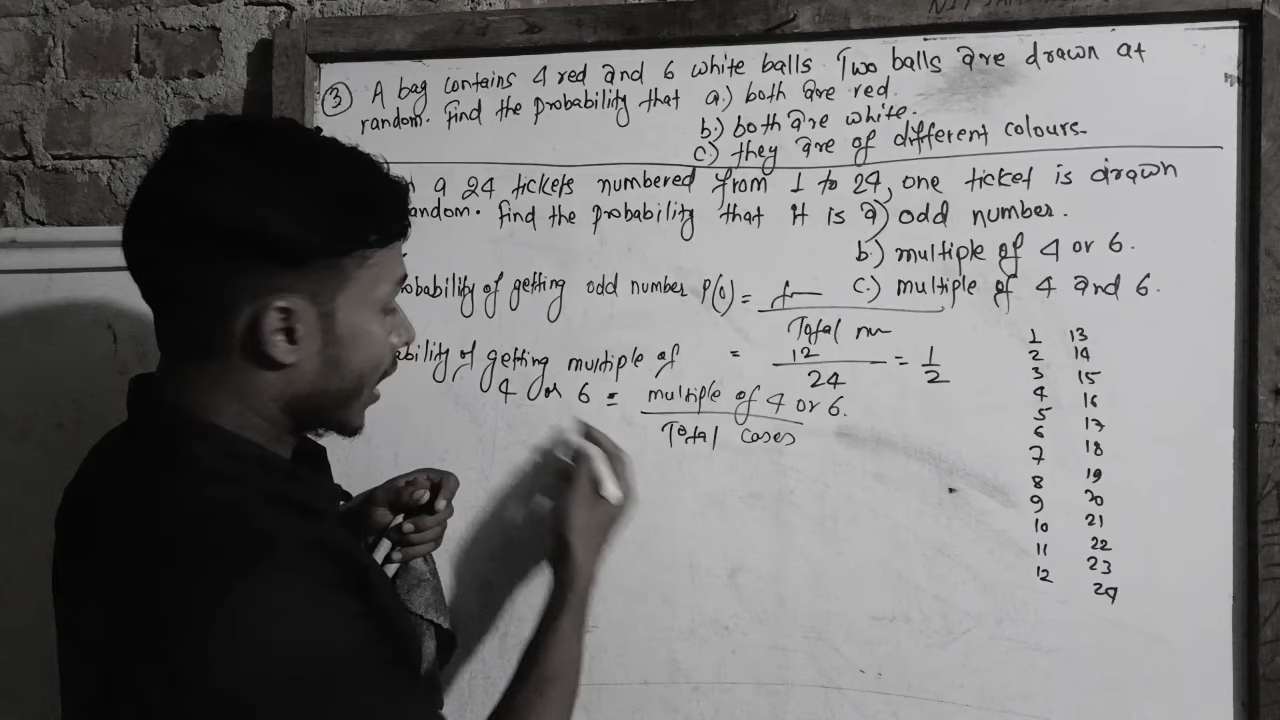 ③ A bag contains 4 red and 6 white balls. Two balls are drawn at
random. find the probability that a.) both are red.
b.) both are white.
c.) they are of different colours.
a 24 tickets numbered from 1 to 24, one ticket is drawn
andom. find the probability that it is a) odd number.
b.) multiple of 4 or 6.
c.) multiple of 4 and 6.
obability of getting odd number P(o) =
Total nu
= 12/24 = 1/2
ability of getting multiple of
4 or 6 = multiple of 4 or 6.
Total cases
1 13
2 14
3 15
4 16
5 17
6 18
7 19
8 20
9 21
10 22
11 23
12 24